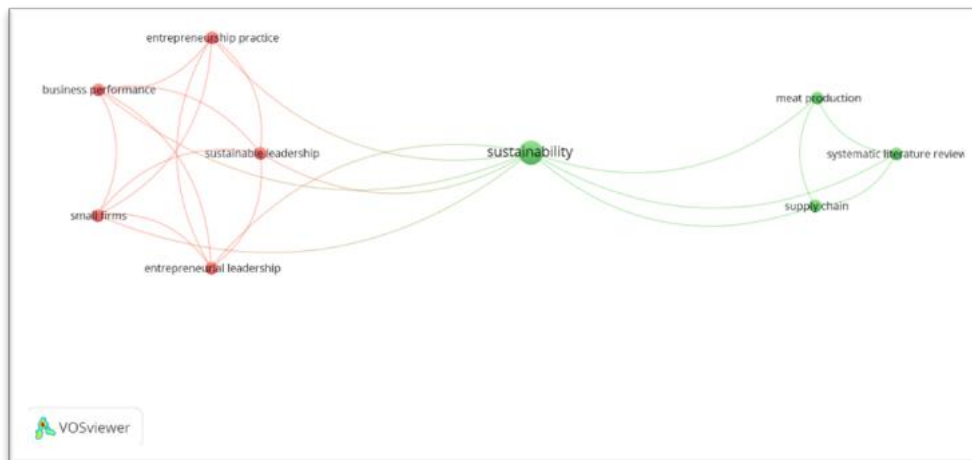 entrepreneurship practice
business performance
meat production
sustainability
sustainable leadership
systematic literature review
supply chain
small firms
entrepreneurial leadership
VOSviewer